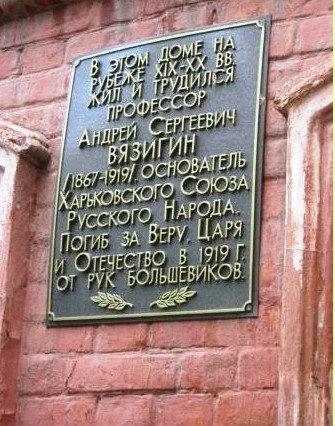 В ЭТОМ ДОМЕ НА
РУБЕЖЕ XIX-XX ВВ.
ЖИЛ И ТРУДИЛСЯ
ПРОФЕССОР
АНДРЕЙ СЕРГЕЕВИЧ
ВЯЗИГИН
/1867-1919/, ОСНОВАТЕЛЬ
ХАРЬКОВСКОГО СОЮЗА
РУССКОГО НАРОДА.
ПОГИБ ЗА ВЕРУ, ЦАРЯ
И ОТЕЧЕСТВО В 1919 Г.
ОТ РУК БОЛЬШЕВИКОВ.